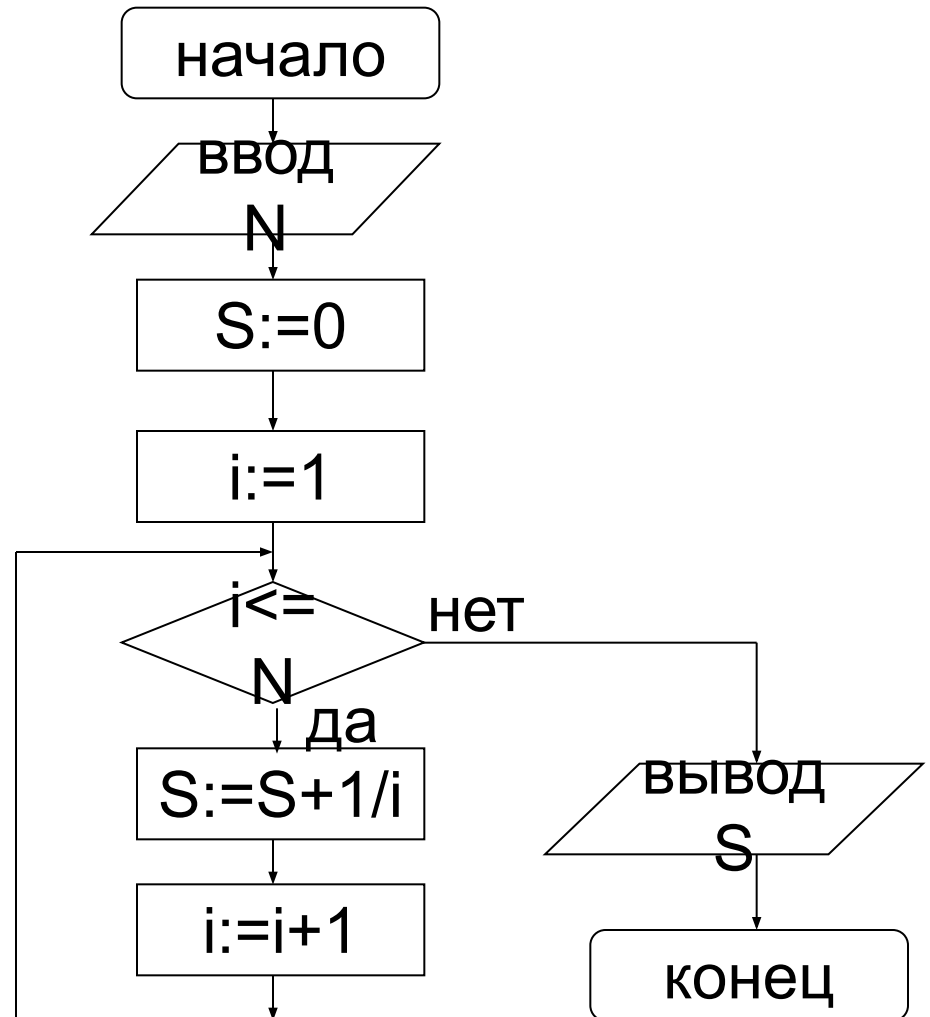 начало
ввод
N
S:=0
i:=1
i<=
N
нет
да
S:=S+1/i
i:=i+1
вывод
S
конец